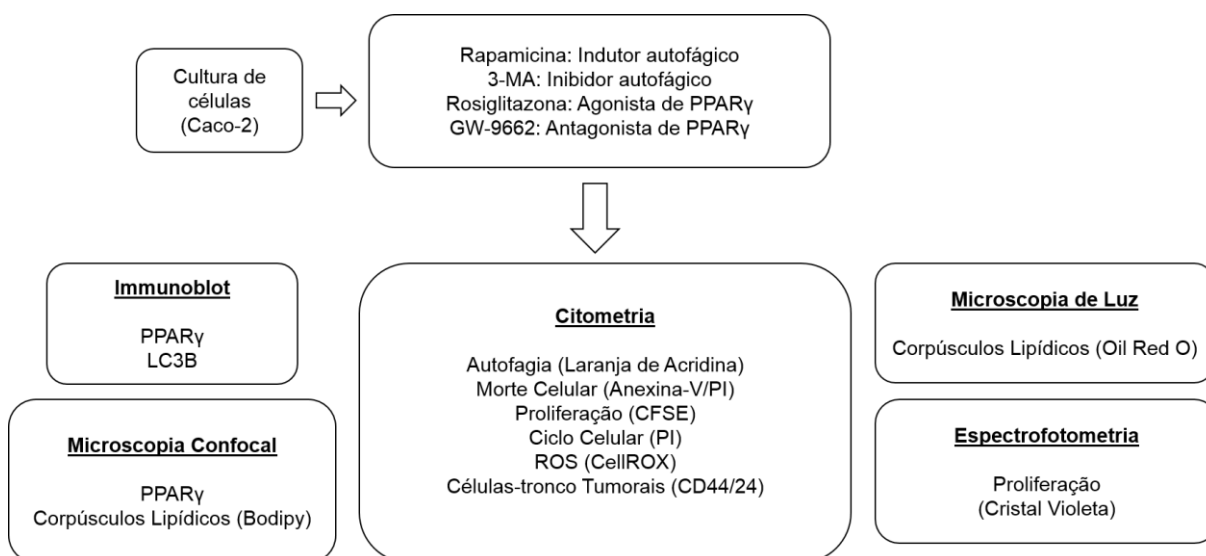 Cultura de
células
(Caco-2)
Rapamicina: Indutor autofágico
3-MA: Inibidor autofágico
Rosiglitazona: Agonista de PPARγ
GW-9662: Antagonista de PPARγ
Immunoblot
PPARγ
LC3B
Microscopia Confocal
PPARγ
Corpúsculos Lipídicos (Bodipy)
Citometria
Autofagia (Laranja de Acridina)
Morte Celular (Anexina-V/PI)
Proliferação (CFSE)
Ciclo Celular (PI)
ROS (CellROX)
Células-tronco Tumorais (CD44/24)
Microscopia de Luz
Corpúsculos Lipídicos (Oil Red O)
Espectrofotometria
Proliferação
(Cristal Violeta)